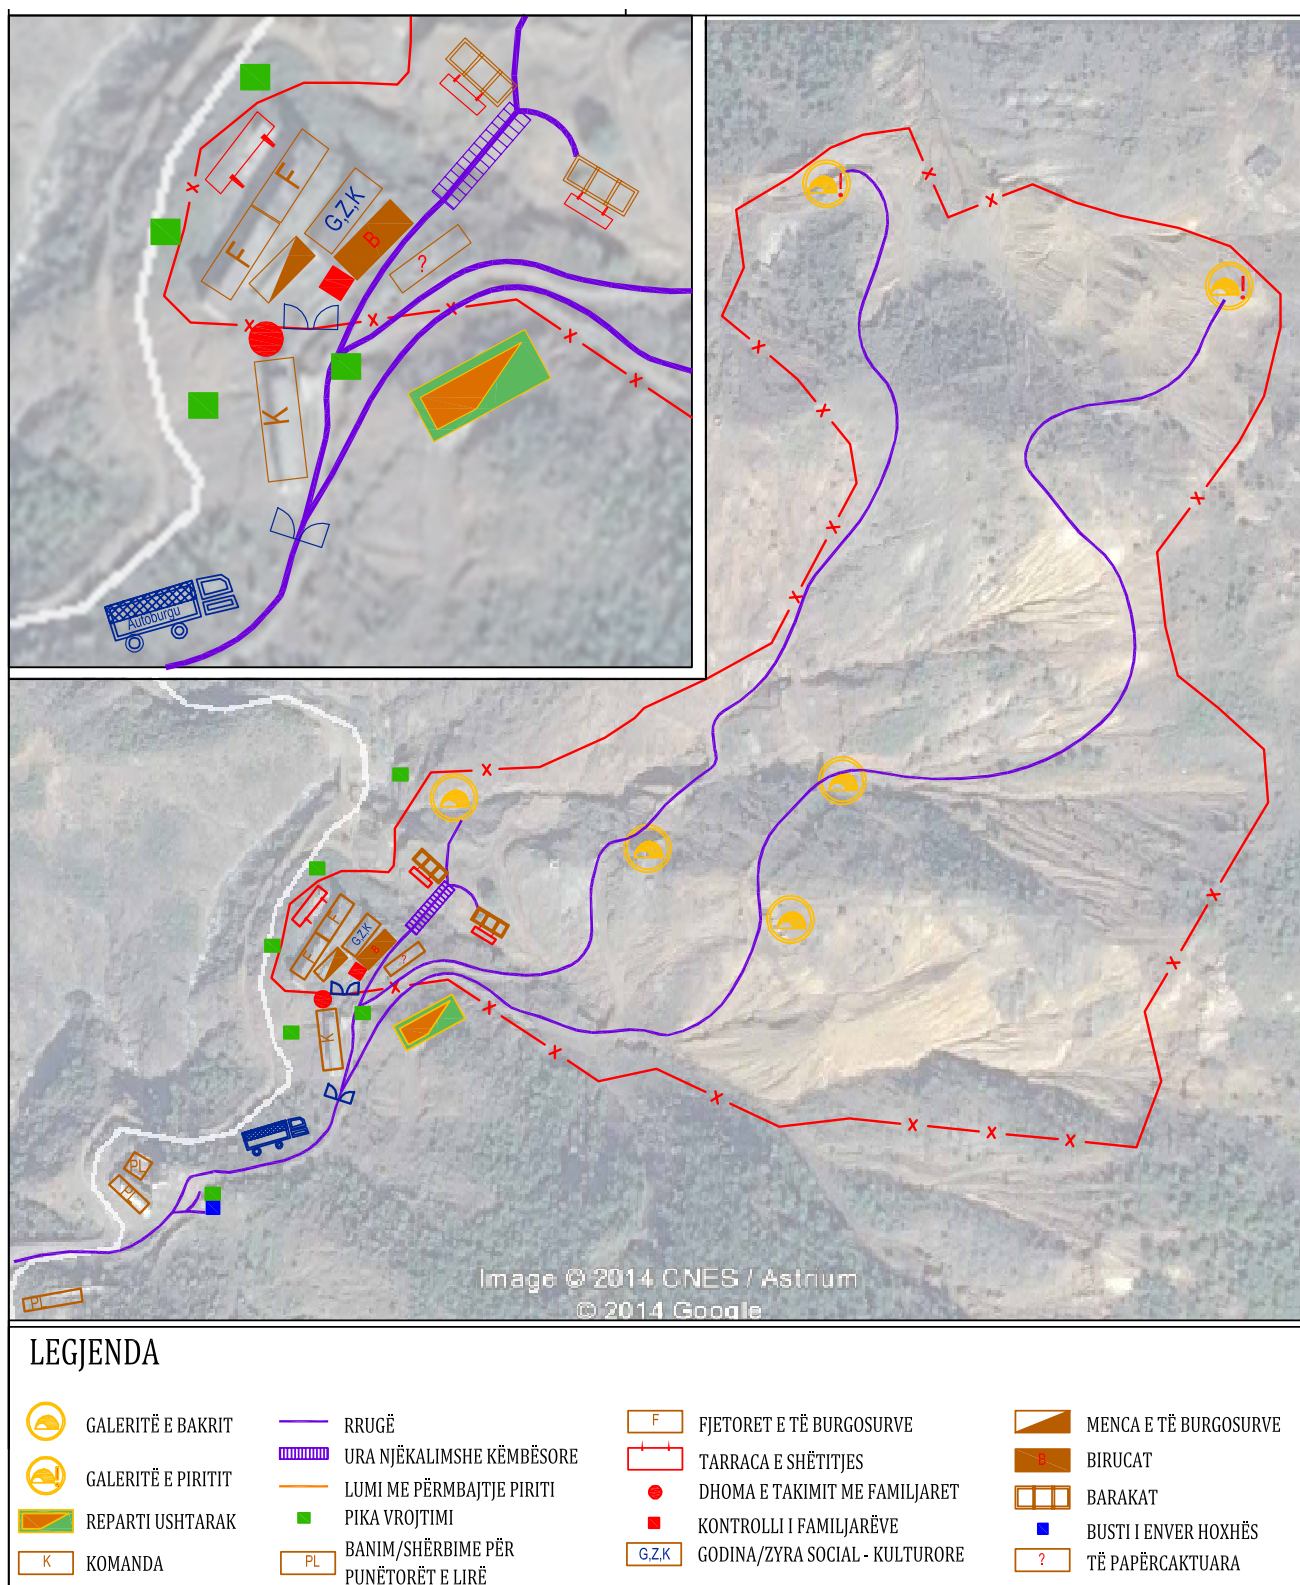 F
F
G,Z,K
B
?
K
Autoburgu
F
F
G,Z,K
B
?
K
PL
Image © 2014 CNES / Astrium
© 2014 Google
LEGJENDA
GALERITË E BAKRIT
GALERITË E PIRITIT
REPARTI USHTARAK
K KOMANDA
RRUGË
URA NJËKALIMSHE KËMBËSORE
LUMI ME PËRMBAJTJE PIRITI
PIKA VROJTIMI
PL BANIM/SHËRBIME PËR
PUNËTORËT E LIRË
F FJETORET E TË BURGOSURVE
TARRACA E SHËTITJES
DHOMA E TAKIMIT ME FAMILJARET
KONTROLLI I FAMILJARËVE
G,Z,K GODINA/ZYRA SOCIAL - KULTURORE
MENCA E TË BURGOSURVE
B BIRUCAT
BARAKAT
BUSTI I ENVER HOXHËS
? TË PAPËRCAKTUARA